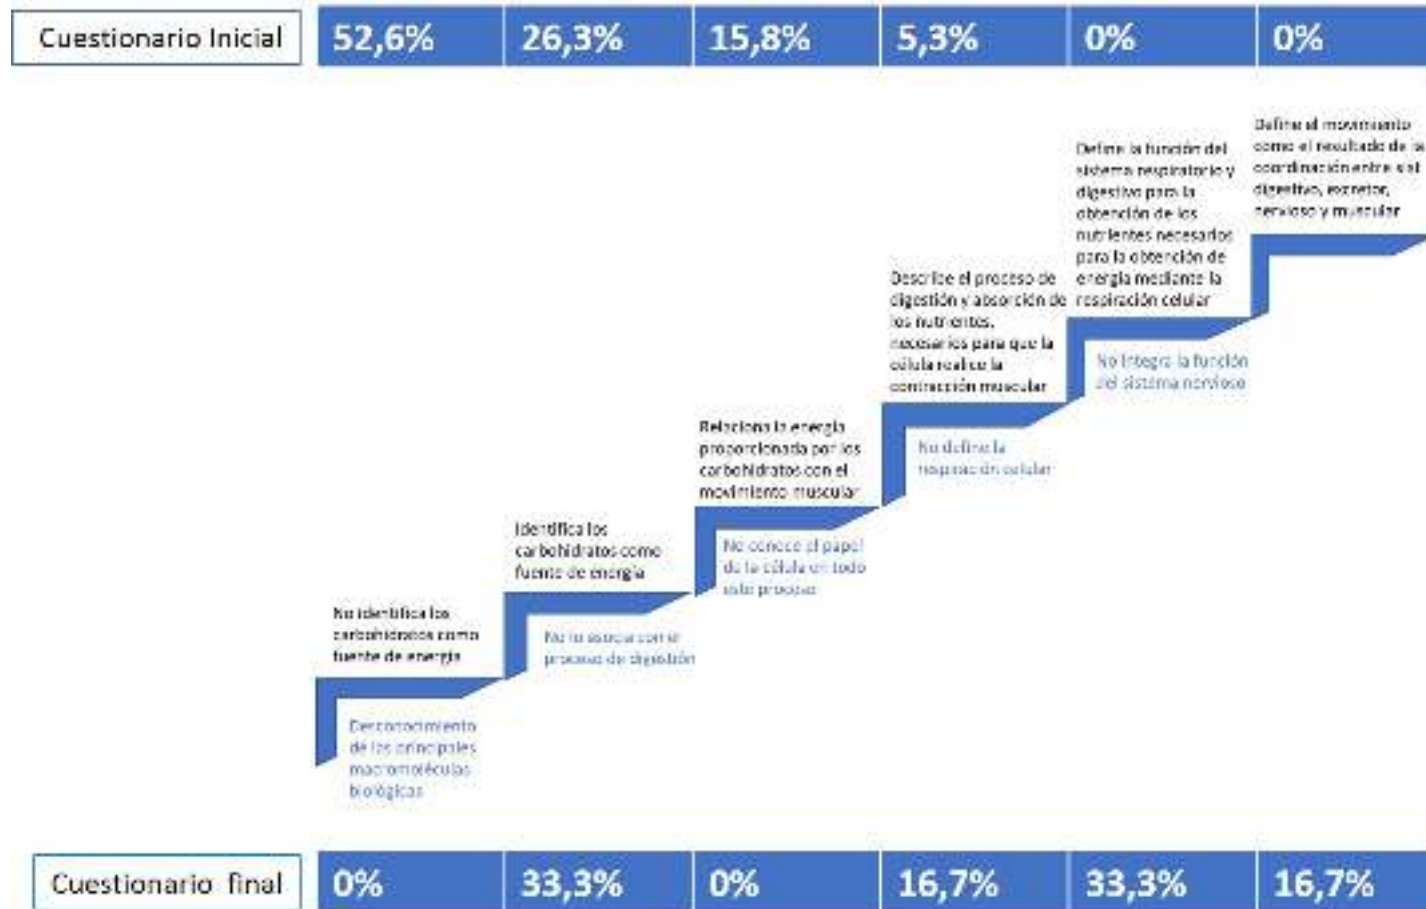 Cuestionario Inicial
52,6%
26,3%
15,8%
5,3%
0%
0%
Define el movimiento
como el resultado de la
coordinación entre sist
digestivo, excretor,
nervioso y muscular
Define la función del
sistema respiratorio y
digestivo para la
obtención de los
nutrientes necesarios
para la obtención de
energía mediante la
respiración celular
No integra la función
del sistema nervioso
Describe el proceso de
digestión y absorción de
los nutrientes,
necesarios para que la
célula realice la
contracción muscular
No define la
respiración celular
Relaciona la energía
proporcionada por los
carbohidratos con el
movimiento muscular
No conoce el papel
de la célula en todo
este proceso
Identifica los
carbohidratos como
fuente de energía
No lo asocia con el
proceso de digestión
No identifica los
carbohidratos como
fuente de energía
Desconocimiento
de las principales
macromoléculas
biológicas
Cuestionario final
0%
33,3%
0%
16,7%
33,3%
16,7%